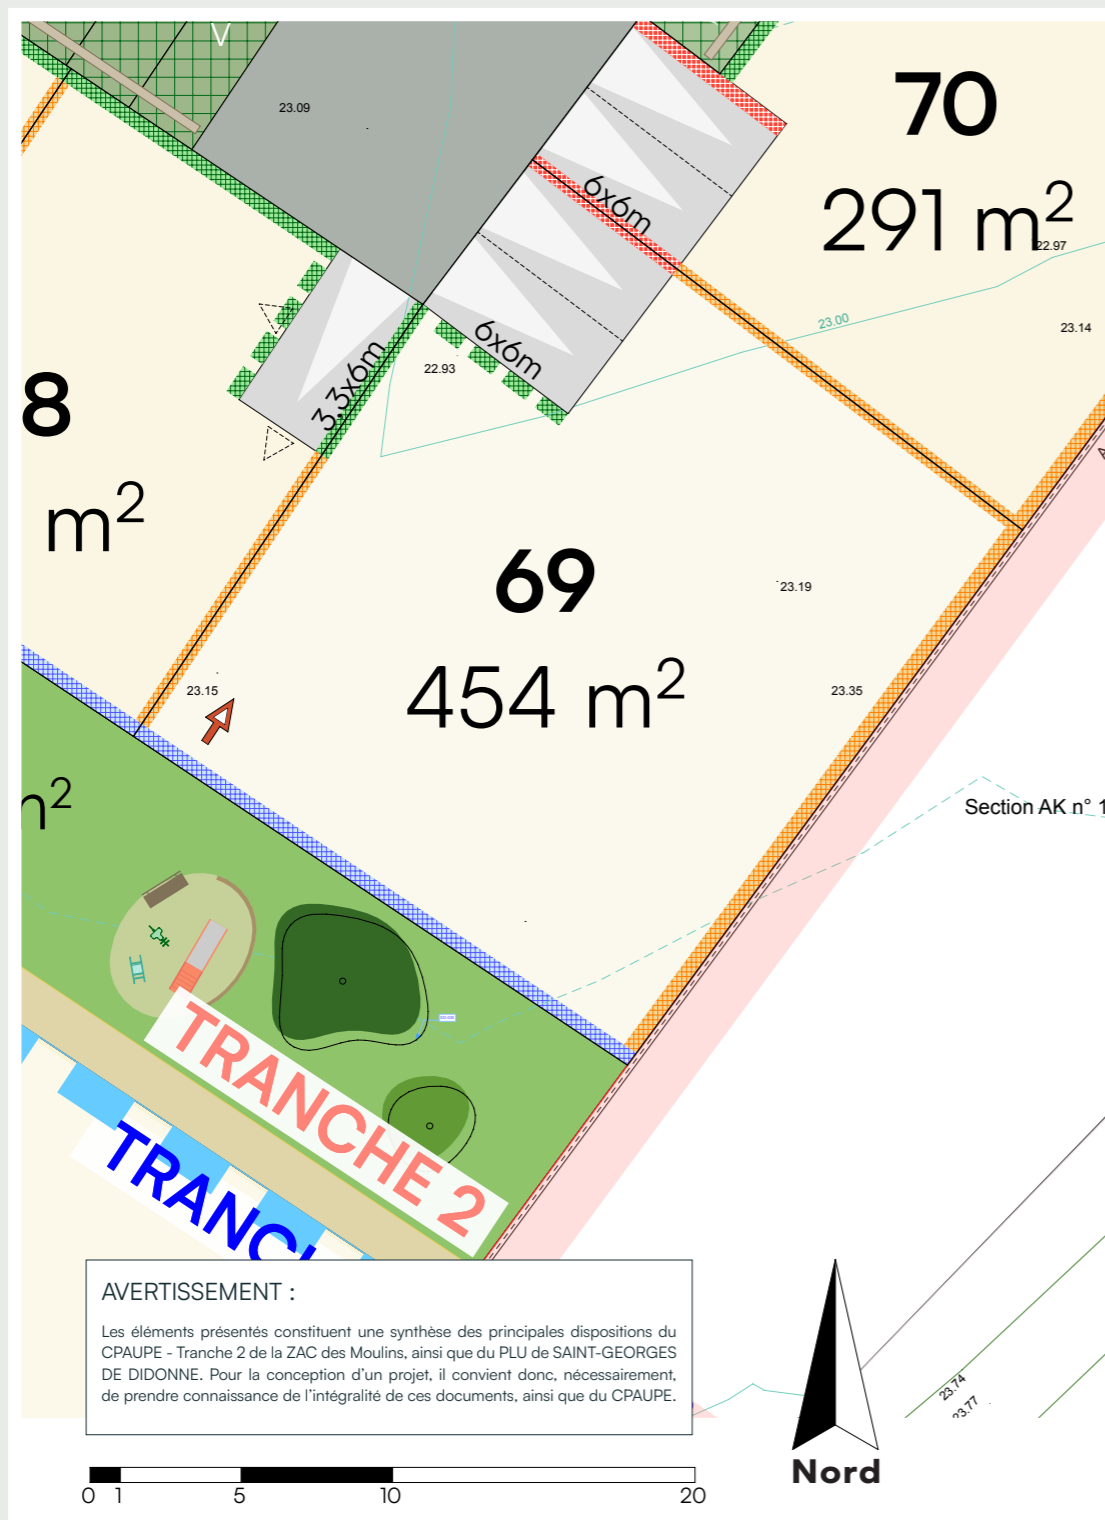 V
23.09
70
291 m²
22.97
6x6m
23.00
23.14
6x6m
22.93
3,3x6m
8
m²
69
454 m²
23.19
23.15
23.35
Section AK n° 1
m²
TRANCHE 2
TRANC
AVERTISSEMENT :
Les éléments présentés constituent une synthèse des principales dispositions du
CPAUPE - Tranche 2 de la ZAC des Moulins, ainsi que du PLU de SAINT-GEORGES
DE DIDONNE. Pour la conception d'un projet, il convient donc, nécessairement,
de prendre connaissance de l'intégralité de ces documents, ainsi que du CPAUPE.
23.74
23.77
Nord
0 1 5 10 20